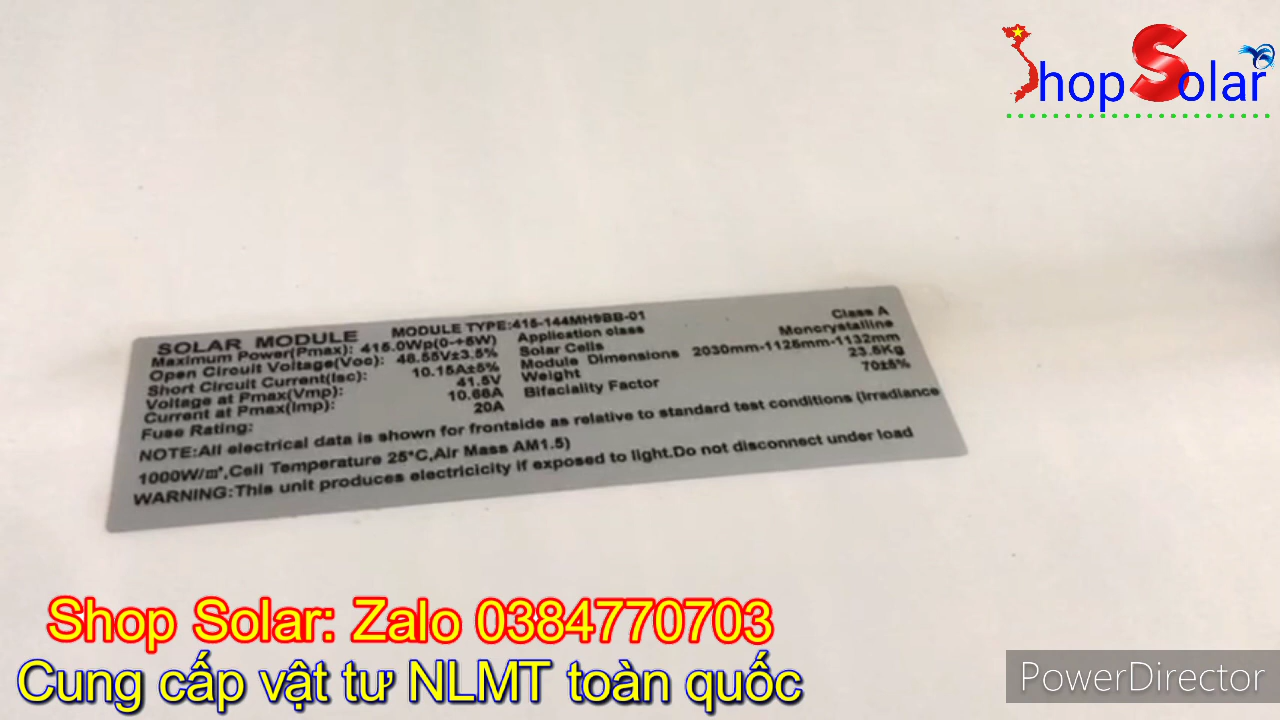 Shop Solar
SOLAR MODULE MODULE TYPE:415-144MH9BB-01
Maximum Power(Pmax): 415.0Wp(0~+5W) Application class Class A
Open Circuit Voltage(Voc): 48.55V±3.5% Solar Cells Monocrystalline
Short Circuit Current(Isc): 10.15A±5% Module Dimensions 2030mm-1125mm-1132mm
Voltage at Pmax(Vmp): 41.5V Weight 23.5Kg
Current at Pmax(Imp): 10.66A Bifaciality Factor 70±5%
Fuse Rating: 20A
NOTE:All electrical data is shown for frontside as relative to standard test conditions (Irradiance
1000W/㎡,Cell Temperature 25°C,Air Mass AM1.5)
WARNING:This unit produces electricicity if exposed to light.Do not disconnect under load
Shop Solar: Zalo 0384770703
Cung cấp vật tư NLMT toàn quốc
PowerDirector